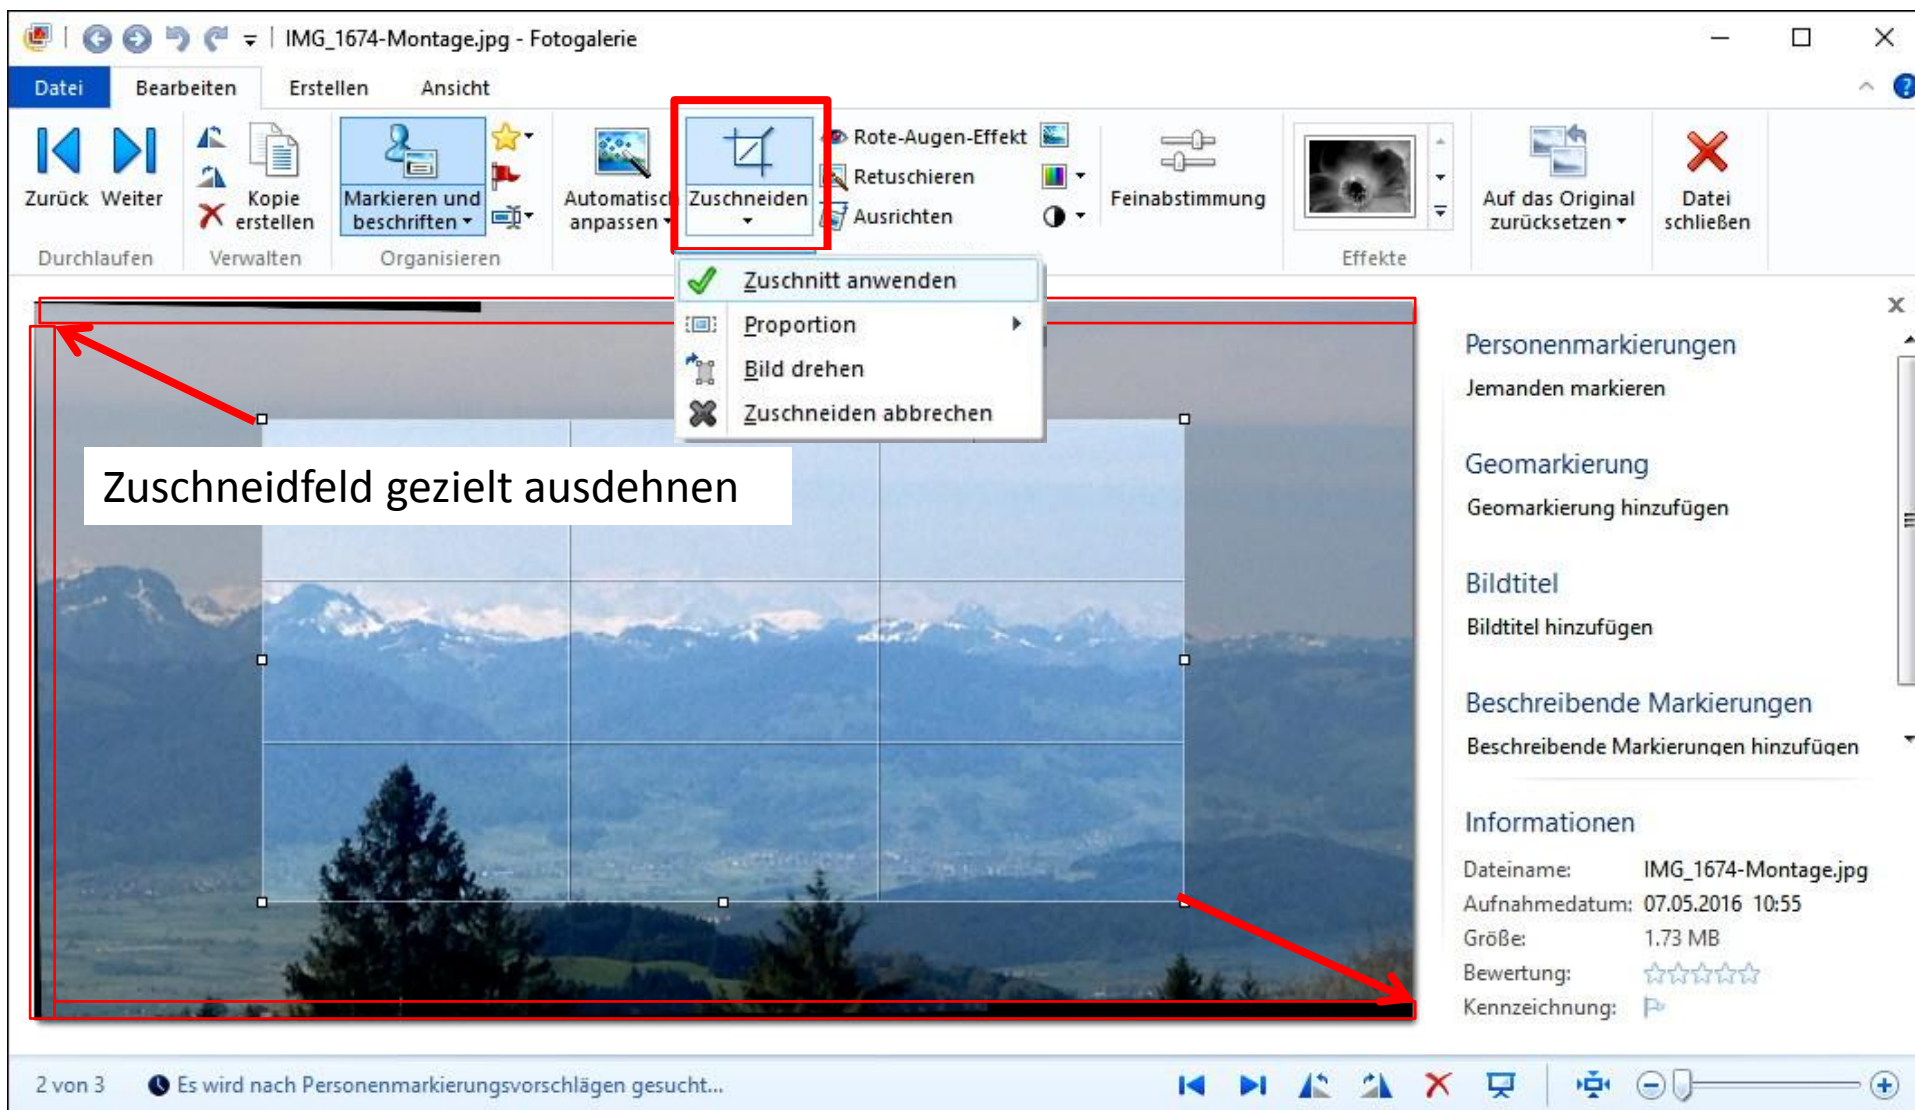 IMG_1674-Montage.jpg - Fotogalerie
Datei Bearbeiten Erstellen Ansicht
Zurück Weiter
Kopie erstellen
Markieren und beschriften
Automatisch anpassen
Zuschneiden
Rote-Augen-Effekt
Retuschieren
Ausrichten
Feinabstimmung
Auf das Original zurücksetzen
Datei schließen
Durchlaufen Verwalten Organisieren Effekte
Zuschnitt anwenden
Proportion
Bild drehen
Zuschneiden abbrechen
Zuschneidfeld gezielt ausdehnen
Personenmarkierungen
Jemanden markieren
Geomarkierung
Geomarkierung hinzufügen
Bildtitel
Bildtitel hinzufügen
Beschreibende Markierungen
Beschreibende Markierungen hinzufügen
Informationen
Dateiname: IMG_1674-Montage.jpg
Aufnahmedatum: 07.05.2016 10:55
Größe: 1.73 MB
Bewertung:
Kennzeichnung:
2 von 3 Es wird nach Personenmarkierungsvorschlägen gesucht...